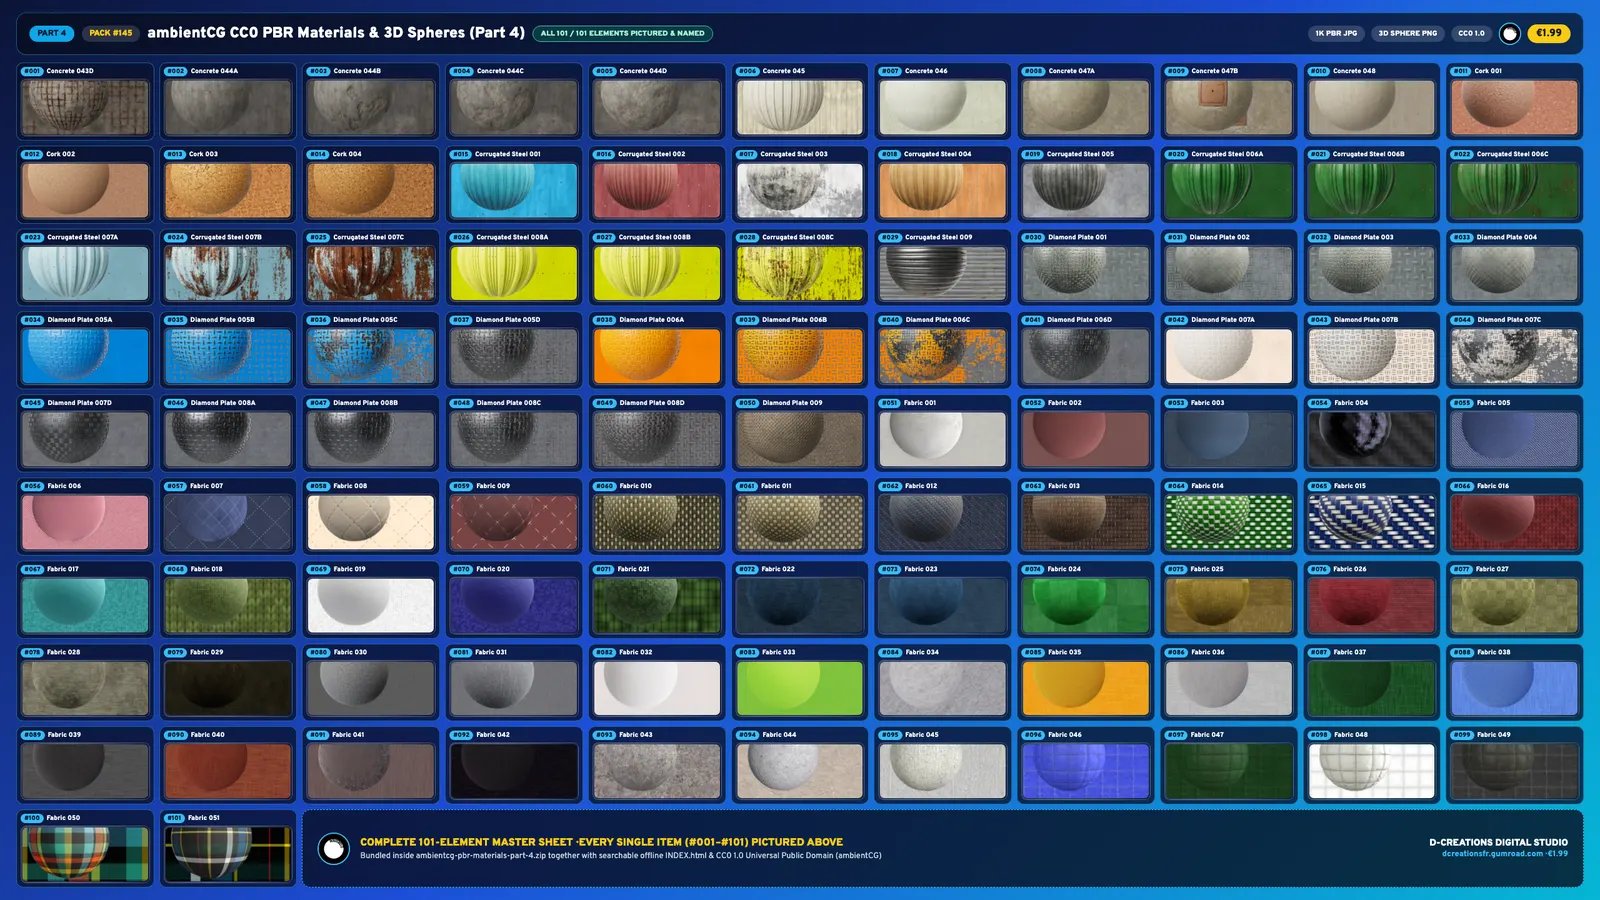 PART 4 PACK #145 ambientCG CC0 PBR Materials & 3D Spheres (Part 4) ALL 101 / 101 ELEMENTS PICTURED & NAMED 1K PBR JPG 3D SPHERE PNG CC0 1.0 €1.99
#001 Concrete 043D #002 Concrete 044A #003 Concrete 044B #004 Concrete 044C #005 Concrete 044D #006 Concrete 045 #007 Concrete 046 #008 Concrete 047A #009 Concrete 047B #010 Concrete 048 #011 Cork 001
#012 Cork 002 #013 Cork 003 #014 Cork 004 #015 Corrugated Steel 001 #016 Corrugated Steel 002 #017 Corrugated Steel 003 #018 Corrugated Steel 004 #019 Corrugated Steel 005 #020 Corrugated Steel 006A #021 Corrugated Steel 006B #022 Corrugated Steel 006C
#023 Corrugated Steel 007A #024 Corrugated Steel 007B #025 Corrugated Steel 007C #026 Corrugated Steel 008A #027 Corrugated Steel 008B #028 Corrugated Steel 008C #029 Corrugated Steel 009 #030 Diamond Plate 001 #031 Diamond Plate 002 #032 Diamond Plate 003 #033 Diamond Plate 004
#034 Diamond Plate 005A #035 Diamond Plate 005B #036 Diamond Plate 005C #037 Diamond Plate 005D #038 Diamond Plate 006A #039 Diamond Plate 006B #040 Diamond Plate 006C #041 Diamond Plate 006D #042 Diamond Plate 007A #043 Diamond Plate 007B #044 Diamond Plate 007C
#045 Diamond Plate 007D #046 Diamond Plate 008A #047 Diamond Plate 008B #048 Diamond Plate 008C #049 Diamond Plate 008D #050 Diamond Plate 009 #051 Fabric 001 #052 Fabric 002 #053 Fabric 003 #054 Fabric 004 #055 Fabric 005
#056 Fabric 006 #057 Fabric 007 #058 Fabric 008 #059 Fabric 009 #060 Fabric 010 #061 Fabric 011 #062 Fabric 012 #063 Fabric 013 #064 Fabric 014 #065 Fabric 015 #066 Fabric 016
#067 Fabric 017 #068 Fabric 018 #069 Fabric 019 #070 Fabric 020 #071 Fabric 021 #072 Fabric 022 #073 Fabric 023 #074 Fabric 024 #075 Fabric 025 #076 Fabric 026 #077 Fabric 027
#078 Fabric 028 #079 Fabric 029 #080 Fabric 030 #081 Fabric 031 #082 Fabric 032 #083 Fabric 033 #084 Fabric 034 #085 Fabric 035 #086 Fabric 036 #087 Fabric 037 #088 Fabric 038
#089 Fabric 039 #090 Fabric 040 #091 Fabric 041 #092 Fabric 042 #093 Fabric 043 #094 Fabric 044 #095 Fabric 045 #096 Fabric 046 #097 Fabric 047 #098 Fabric 048 #099 Fabric 049
#100 Fabric 050 #101 Fabric 051
COMPLETE 101-ELEMENT MASTER SHEET · EVERY SINGLE ITEM (#001–#101) PICTURED ABOVE
Bundled inside ambientcg-pbr-materials-part-4.zip together with searchable offline INDEX.html & CC0 1.0 Universal Public Domain (ambientCG)
D-CREATIONS DIGITAL STUDIO
dcreationsfr.gumroad.com · €1.99